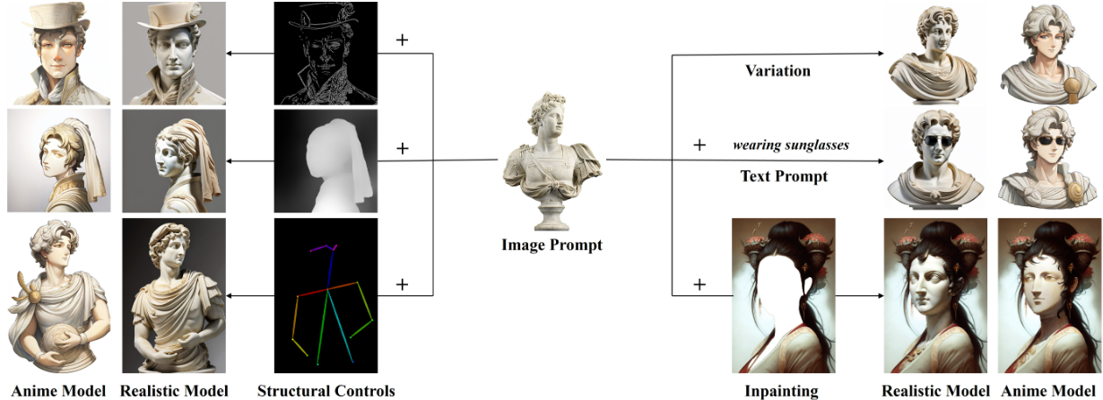 +
+
Variation
+
+
wearing sunglasses
Text Prompt
Image Prompt
+
+
Anime Model
Realistic Model
Structural Controls
Inpainting
Realistic Model
Anime Model